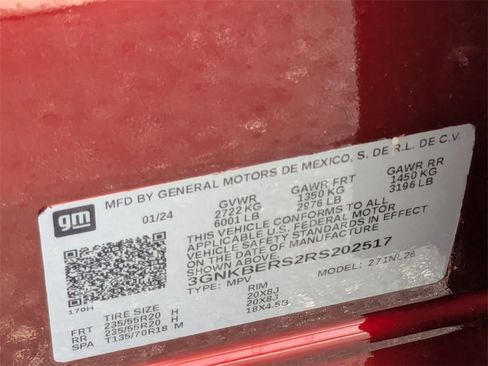 gm
MFD BY GENERAL MOTORS DE MEXICO, S. DE R.L. DE C.V.
01/24 GVWR GAWR FRT GAWR RR
2722 KG 1350 KG 1450 KG
6001 LB 2976 LB 3196 LB
THIS VEHICLE CONFORMS TO ALL
APPLICABLE U.S. FEDERAL MOTOR
VEHICLE SAFETY STANDARDS IN EFFECT
ON THE DATE OF MANUFACTURE
SHOWN ABOVE.
3GNKBERS2RS202517
TYPE: MPV MODEL: 271NL26
170H
TIRE SIZE RIM
FRT 235/55R20 H 20X8J
RR 235/55R20 H 20X8J
SPA T135/70R18 M 18X4.5B